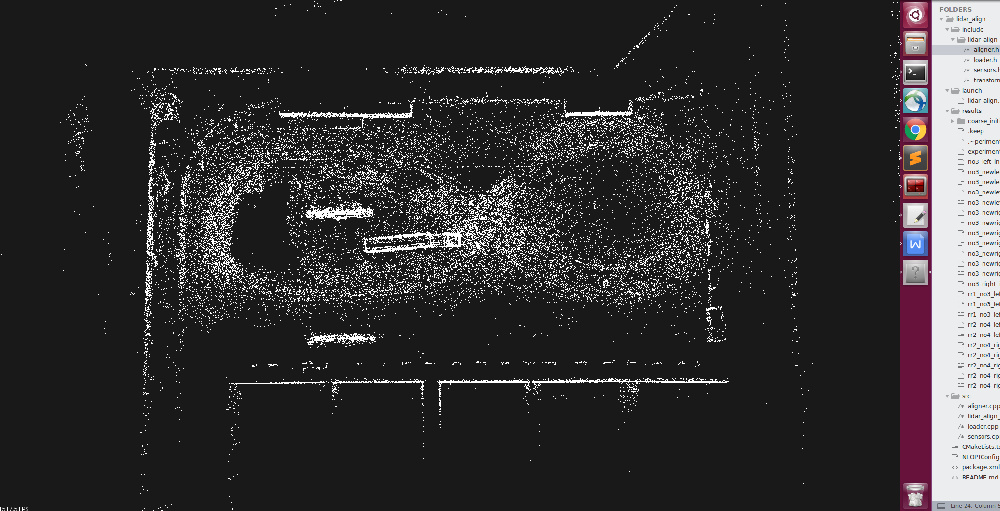 FOLDERS
lidar_align
include
lidar_align
/* aligner.h
/* loader.h
/* sensors.h
/* transform
launch
lidar_align.
results
coarse_initi
.keep
.~periment
experiment
no3_left_in
no3_newlef
no3_newlef
no3_newlef
no3_newlef
no3_newrig
no3_newrig
no3_newrig
no3_newrig
no3_newrig
no3_newrig
no3_newrig
no3_right_i
rr1_no3_lef
rr1_no3_lef
rr1_no3_lef
rr2_no4_lef
rr2_no4_lef
rr2_no4_rig
rr2_no4_rig
rr2_no4_rig
rr2_no4_rig
rr2_no4_rig
src
/* aligner.cpp
/* lidar_align_
/* loader.cpp
/* sensors.cpp
CMakeLists.tx
NLOPTConfig
<> package.xml
<> README.md
Line 24, Column 5
1517.5 FPS